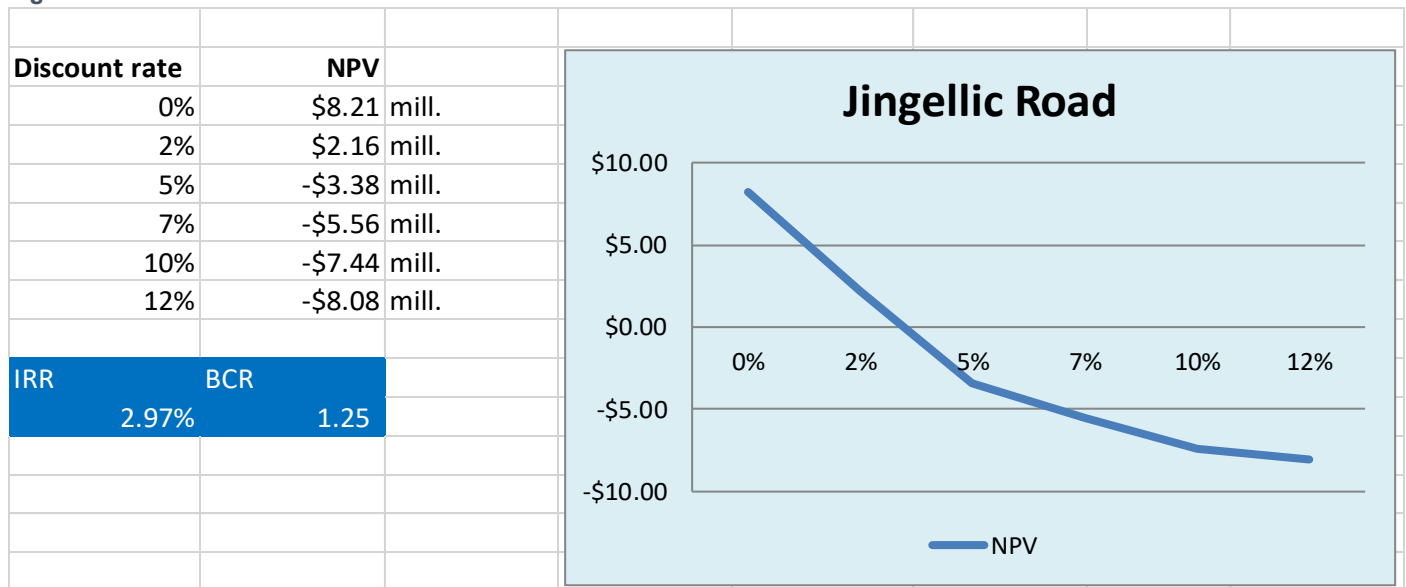 Discount rate NPV
0% $8.21 mill.
2% $2.16 mill.
5% -$3.38 mill.
7% -$5.56 mill.
10% -$7.44 mill.
12% -$8.08 mill.
IRR BCR
2.97% 1.25
Jingellic Road
$10.00
$5.00
$0.00
0% 2% 5% 7% 10% 12%
-$5.00
-$10.00
NPV